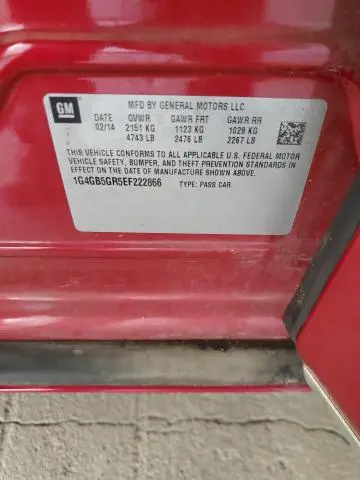 GM
MFD BY GENERAL MOTORS LLC
DATE GVWR GAWR FRT GAWR RR
02/14 2151 KG 1123 KG 1028 KG
4743 LB 2476 LB 2267 LB
THIS VEHICLE CONFORMS TO ALL APPLICABLE U.S. FEDERAL MOTOR
VEHICLE SAFETY, BUMPER, AND THEFT PREVENTION STANDARDS IN
EFFECT ON THE DATE OF MANUFACTURE SHOWN ABOVE.
1G4GB5GR5EF222866 TYPE: PASS CAR